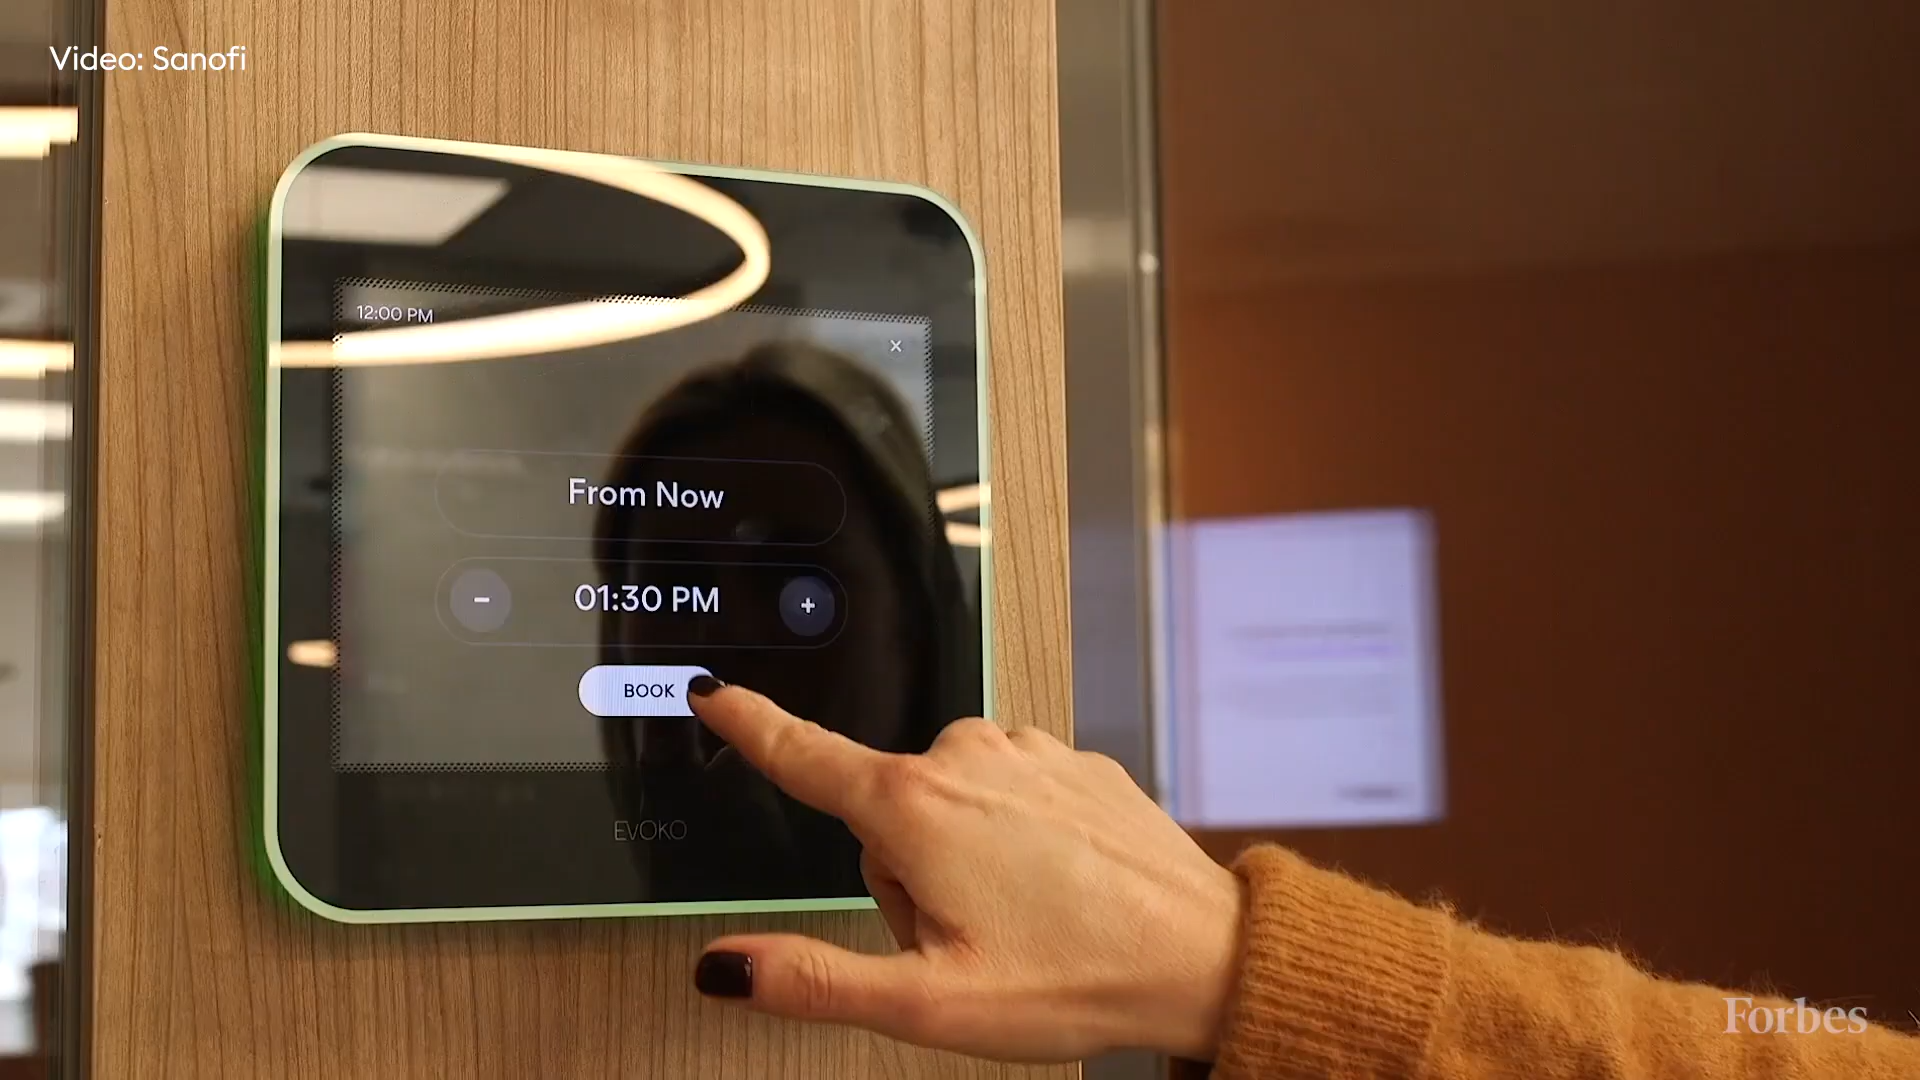 Video: Sanofi
12:00 PM
×
From Now
- 01:30 PM +
BOOK
EVOKO
Forbes